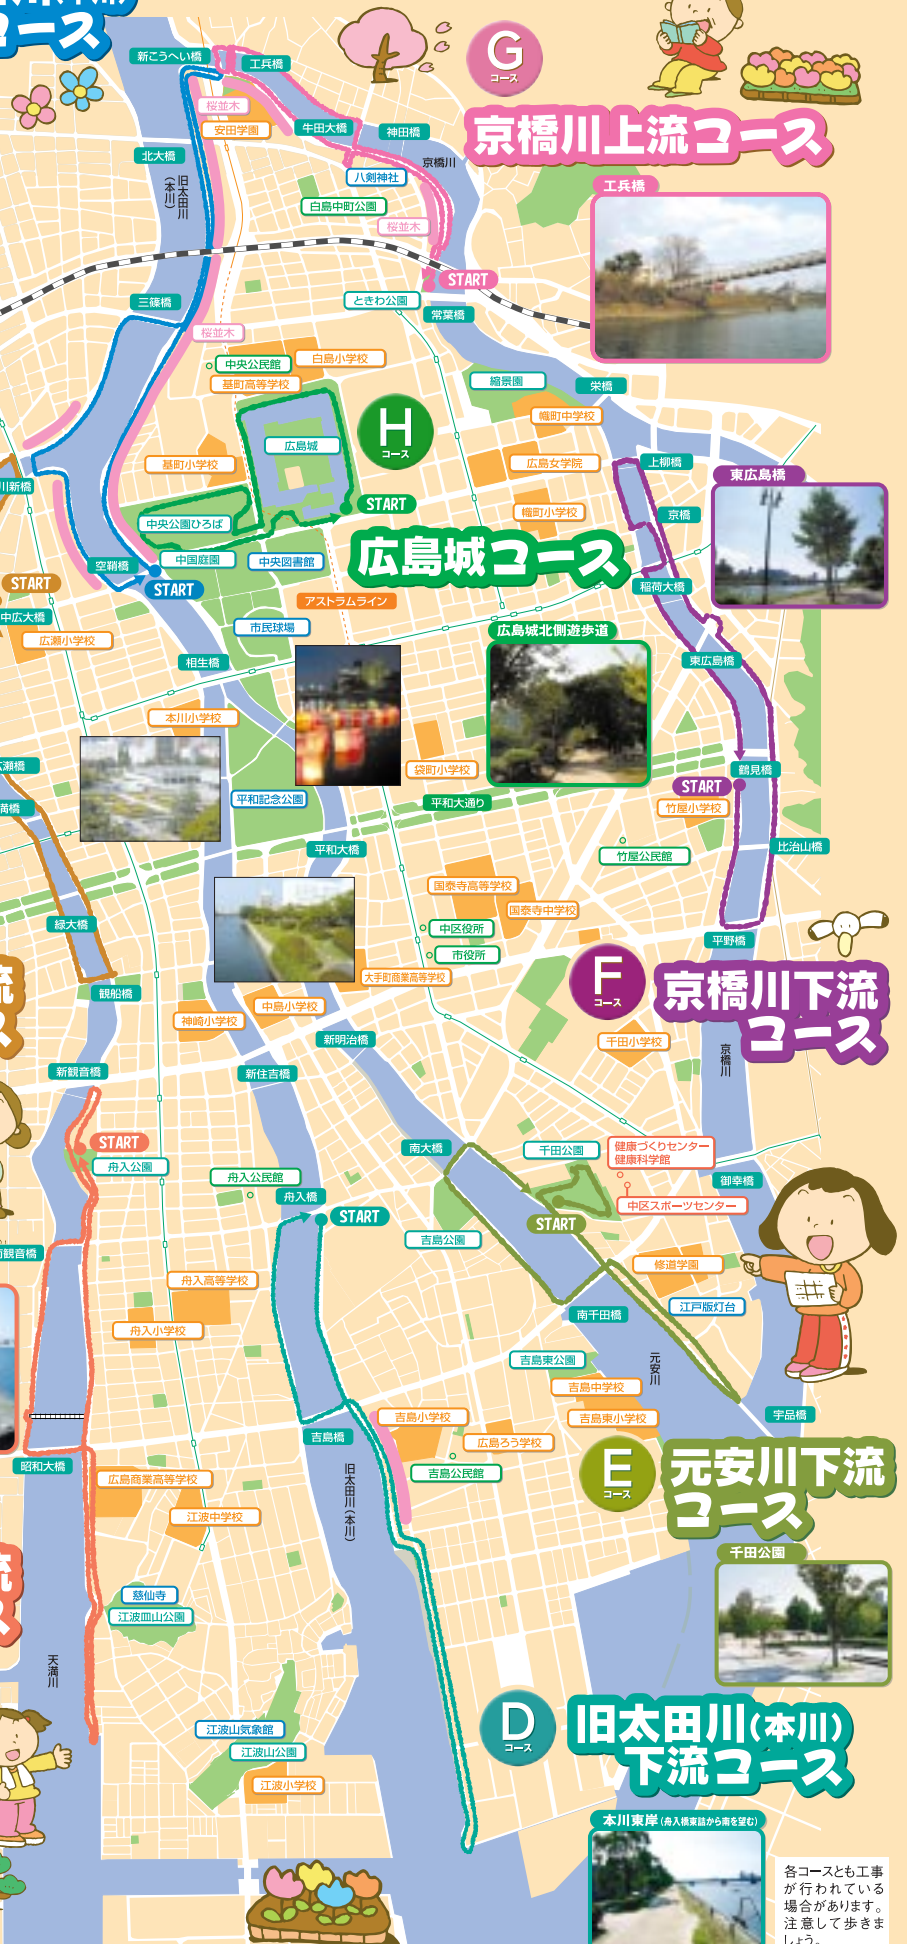 コース
新こうへい橋
工兵橋
G
コース
京橋川上流コース
桜並木
安田学園
牛田大橋
神田橋
北大橋
京橋川
旧太田川
(本川)
八剣神社
白島中町公園
桜並木
工兵橋
START
三篠橋
ときわ公園
常葉橋
桜並木
中央公民館
白島小学校
基町高等学校
縮景園
栄橋
幟町中学校
H
コース
広島城
基町小学校
広島女学院
上柳橋
東広島橋
川新橋
START
中央公園ひろば
幟町小学校
京橋
中国庭園
中央図書館
広島城コース
空鞘橋
START
START
稲荷大橋
アストラムライン
中広大橋
市民球場
広島城北側遊歩道
広瀬小学校
相生橋
東広島橋
本川小学校
瀬橋
袋町小学校
鶴見橋
START
満橋
平和記念公園
平和大通り
竹屋小学校
平和大橋
竹屋公民館
比治山橋
国泰寺高等学校
緑大橋
国泰寺中学校
中区役所
平野橋
市役所
流
ス
大手町商業高等学校
F
コース
京橋川下流
コース
観船橋
中島小学校
神崎小学校
新明治橋
千田小学校
京橋川
新観音橋
新住吉橋
START
南大橋
千田公園
健康づくりセンター
健康科学館
舟入公園
舟入公民館
舟入橋
御幸橋
START
中区スポーツセンター
START
吉島公園
南観音橋
修道学園
舟入高等学校
江戸版灯台
南千田橋
舟入小学校
吉島東公園
元安川
吉島中学校
吉島小学校
吉島東小学校
宇品橋
吉島橋
広島ろう学校
昭和大橋
吉島公民館
E
コース
元安川下流
コース
広島商業高等学校
旧太田川(本川)
江波中学校
千田公園
流
ス
慈仙寺
江波皿山公園
天満川
D
コース
旧太田川(本川)
下流コース
江波山気象館
江波山公園
江波小学校
本川東岸(舟入橋東詰から南を望む)
各コースとも工事
が行われている
場合があります。
注意して歩きま
しょう。